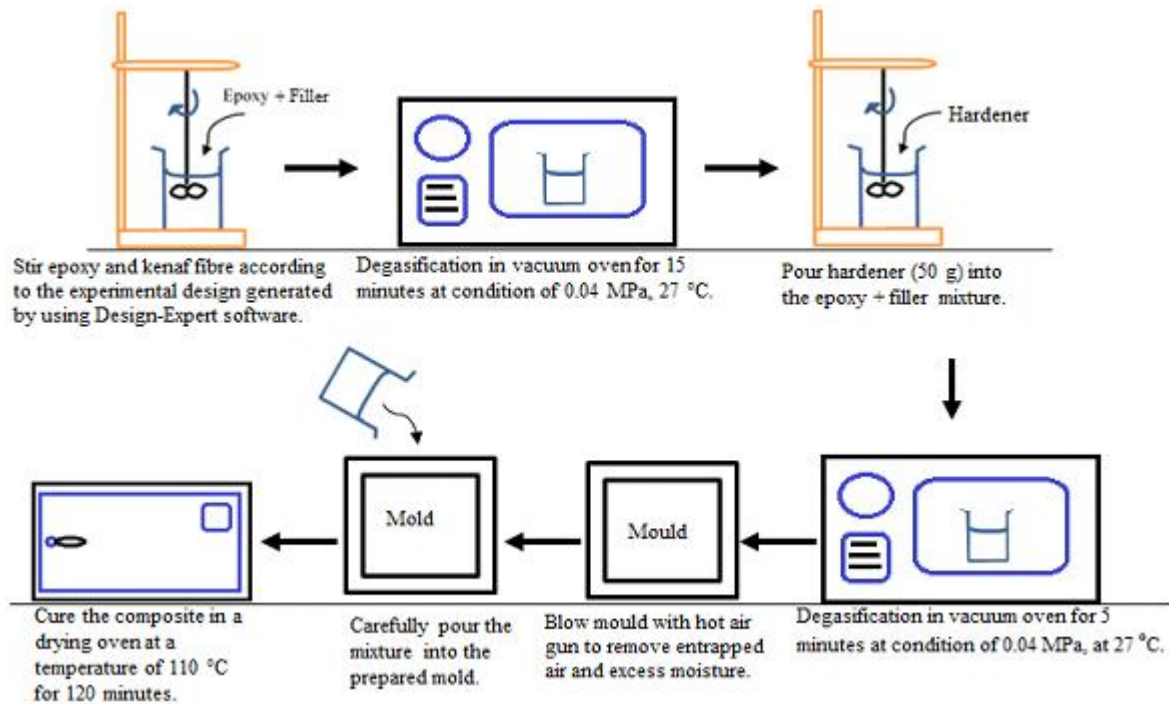 Epoxy + Filler
Hardener
Stir epoxy and kenaf fibre according
to the experimental design generated
by using Design-Expert software.
Degasification in vacuum oven for 15
minutes at condition of 0.04 MPa, 27 °C.
Pour hardener (50 g) into
the epoxy + filler mixture.
Mold
Mould
Cure the composite in a
drying oven at a
temperature of 110 °C
for 120 minutes.
Carefully pour the
mixture into the
prepared mold.
Blow mould with hot air
gun to remove entrapped
air and excess moisture.
Degasification in vacuum oven for 5
minutes at condition of 0.04 MPa, at 27 °C.